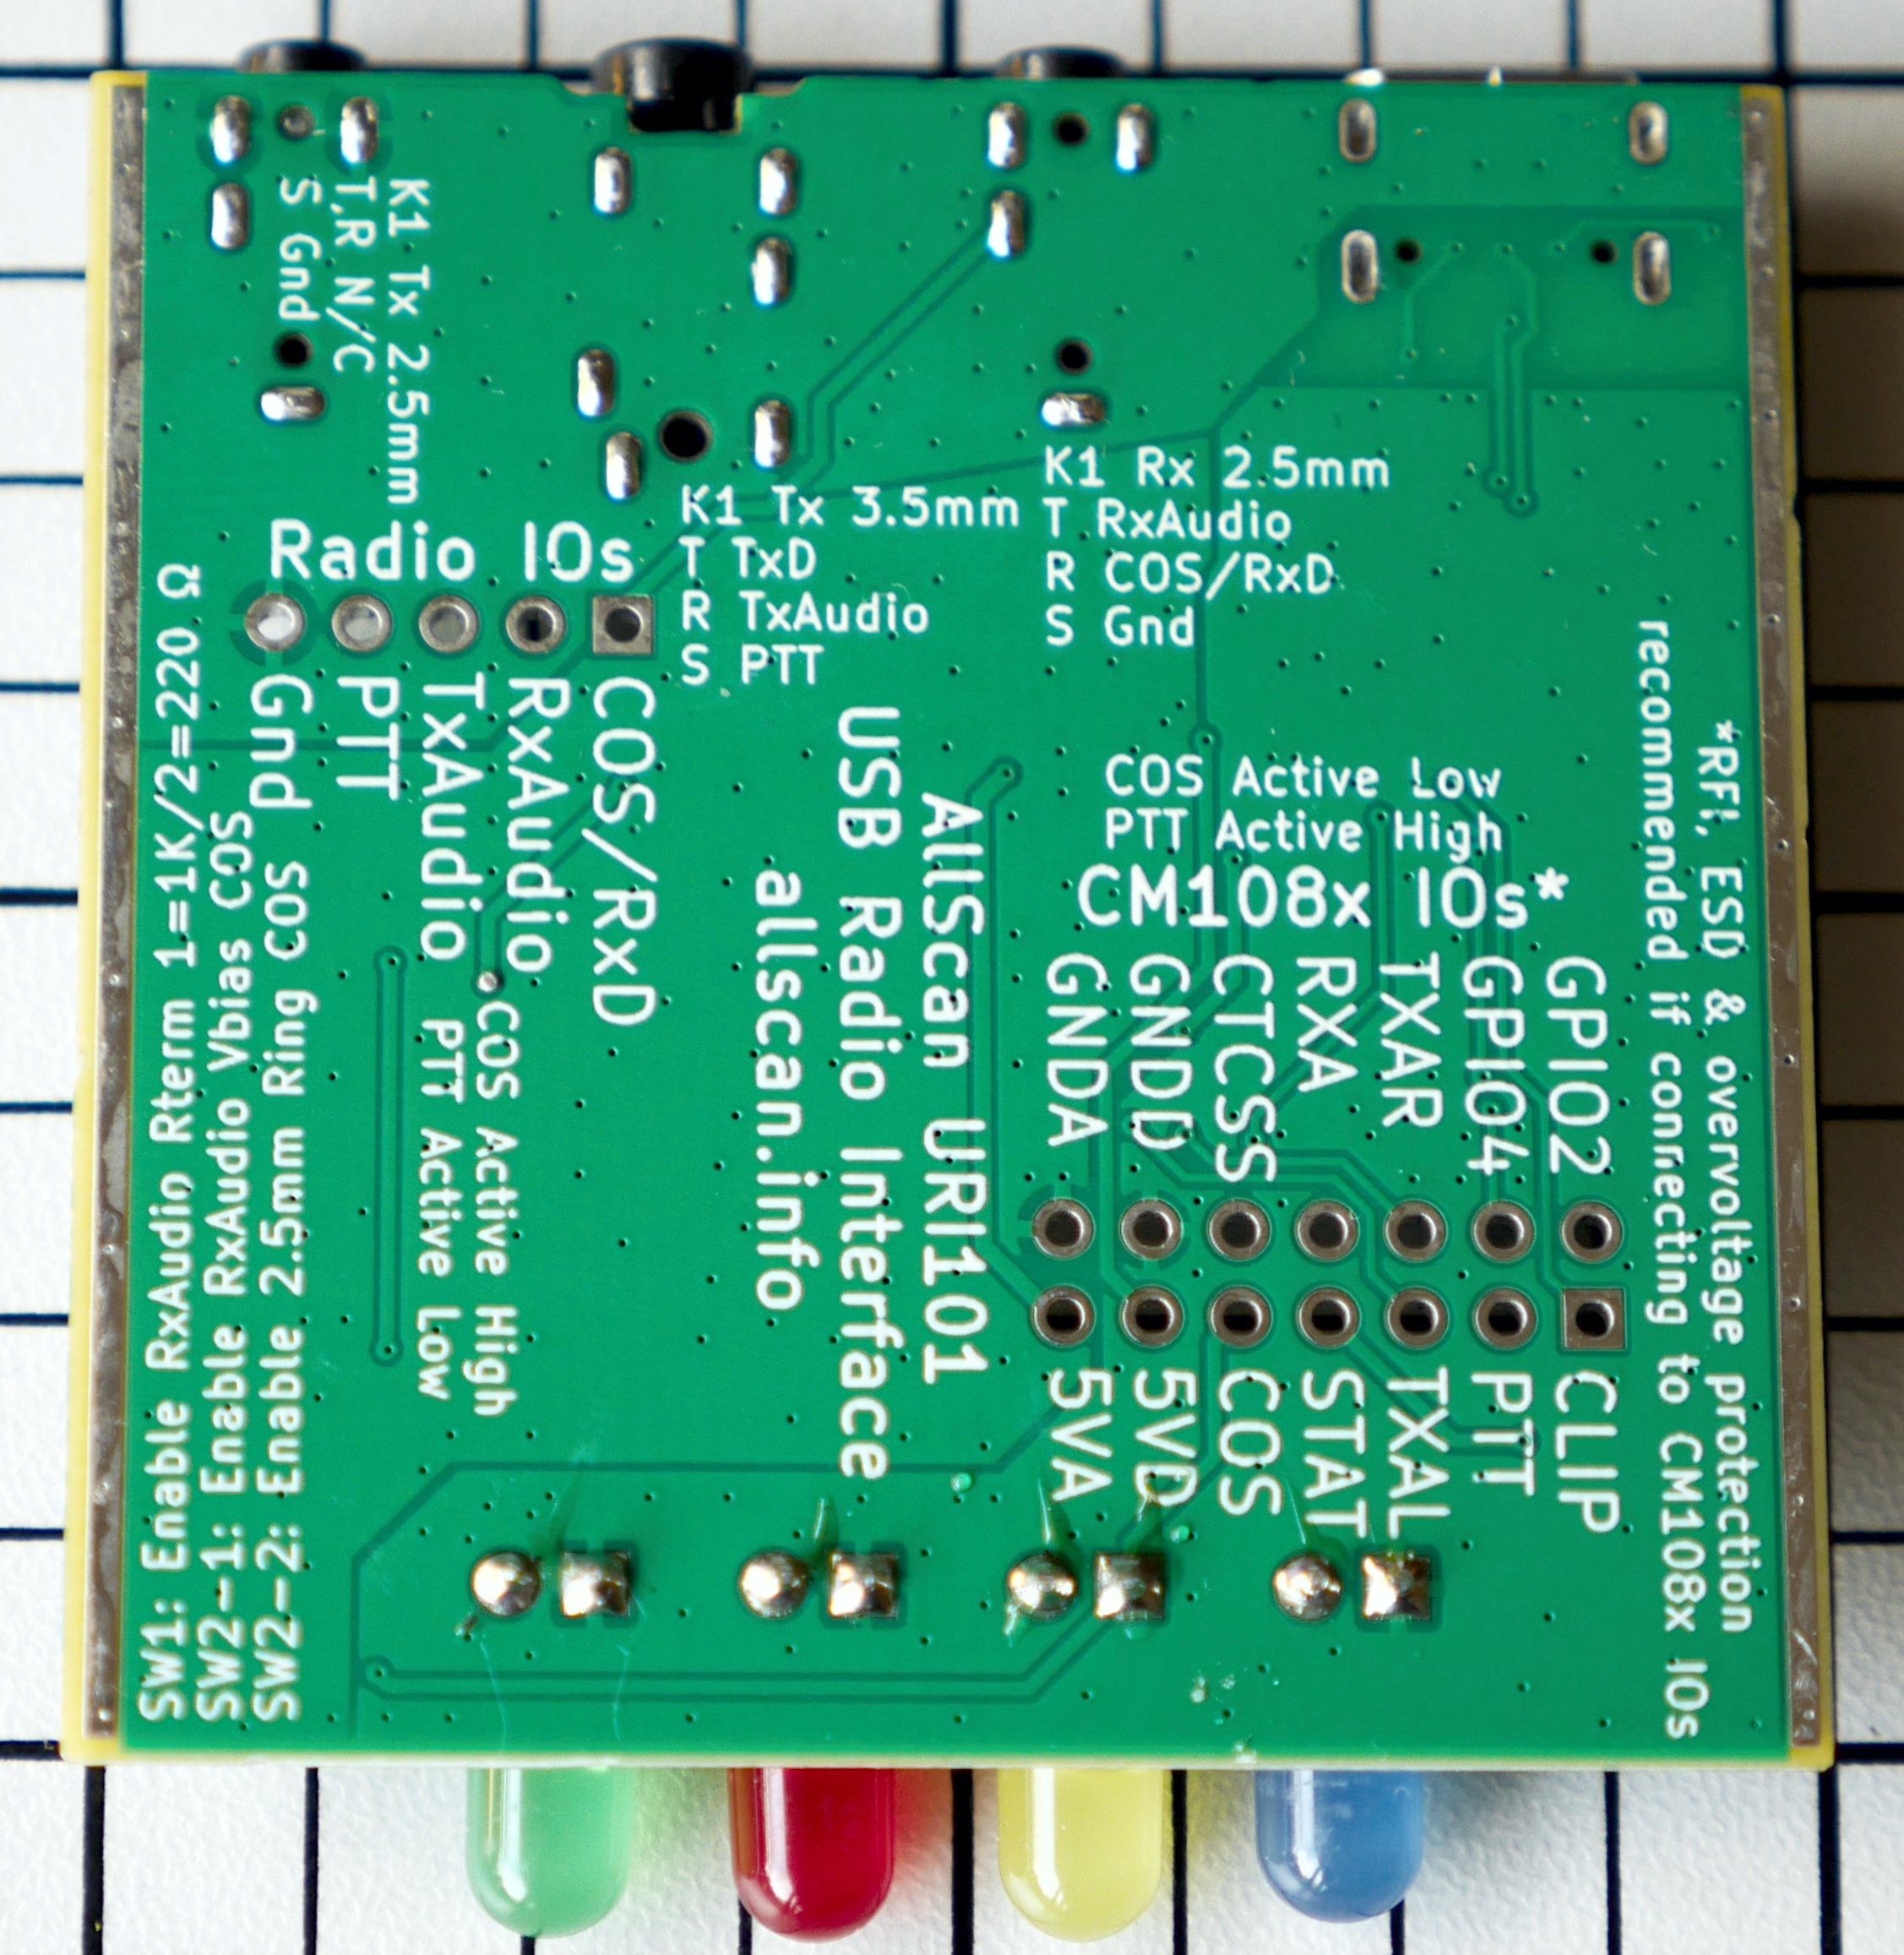 K1 Tx 2.5mm
T,R N/C
S Gnd
Radio IOs
Gnd
PTT
TxAudio
RxAudio
COS/RxD
K1 Tx 3.5mm
T TxD
R TxAudio
S PTT
K1 Rx 2.5mm
T RxAudio
R COS/RxD
S Gnd
COS Active High
PTT Active Low
AllScan URI101
USB Radio Interface
allscan.info
COS Active Low
PTT Active High
CM108x IOs*
GNDA
GNDD
CTCSS
RXA
TXAR
GPIO4
GPIO2
5VA
5VD
COS
STAT
TXAL
PTT
CLIP
*RFI, ESD & overvoltage protection
recommended if connecting to CM108x IOs
SW1: Enable RxAudio Rterm 1=1K/2=220 Ω
SW2-1: Enable RxAudio Vbias COS
SW2-2: Enable 2.5mm Ring COS